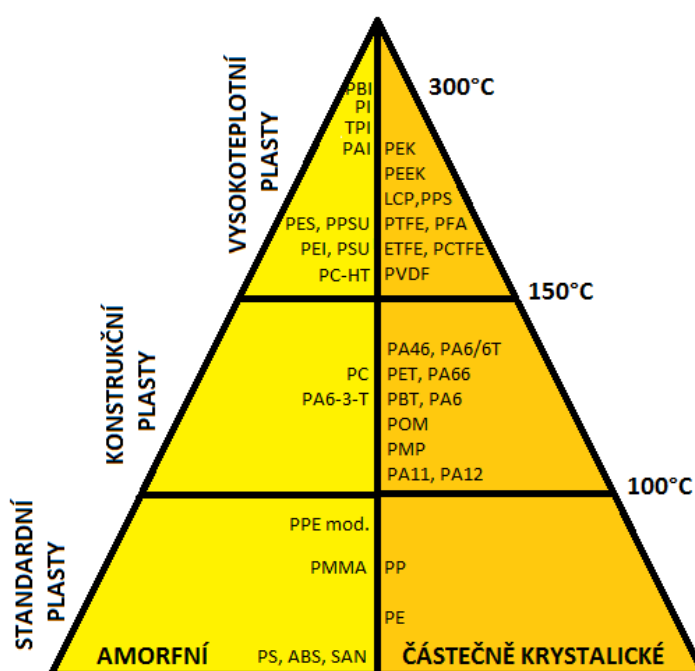 VYSOKOTEPLOTNÍ
PLASTY
PBI
PI
TPI
PAI
PES, PPSU
PEI, PSU
PC-HT
PEK
PEEK
LCP,PPS
PTFE, PFA
ETFE, PCTFE
PVDF
300°C
150°C
KONSTRUKČNÍ
PLASTY
PC
PA6-3-T
PA46, PA6/6T
PET, PA66
PBT, PA6
POM
PMP
PA11, PA12
100°C
STANDARDNÍ
PLASTY
PPE mod.
PMMA
PS, ABS, SAN
PP
PE
AMORFNÍ
ČÁSTEČNĚ KRYSTALICKÉ